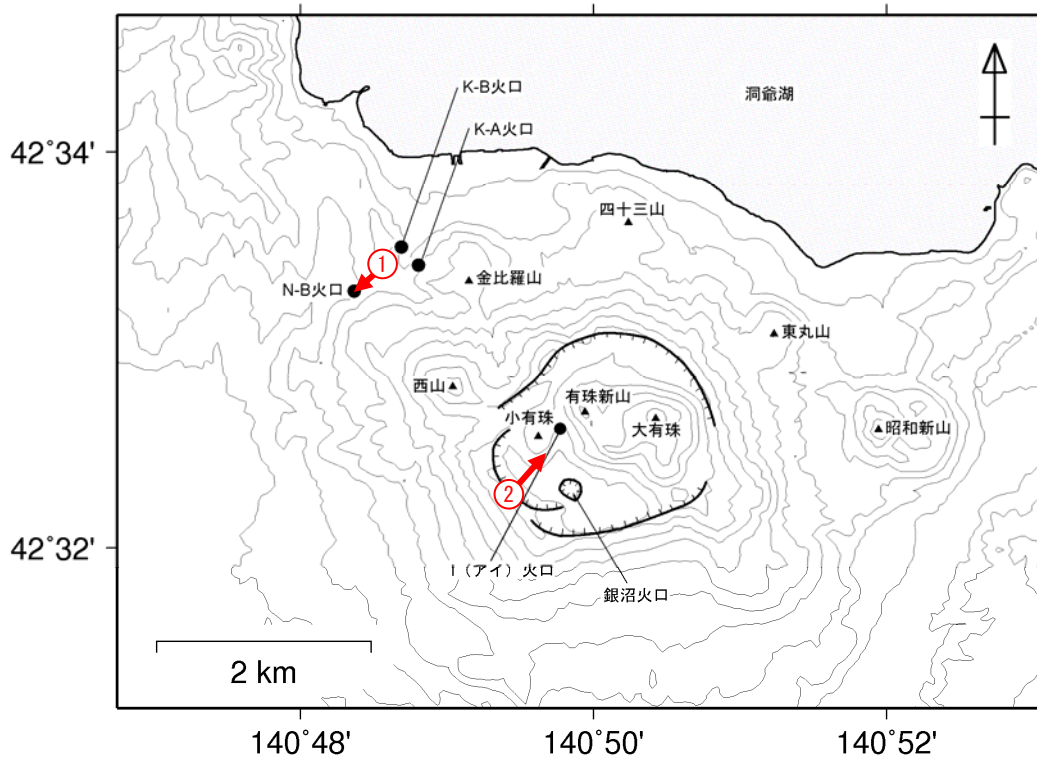 K-B火口
洞爺湖
K-A火口
42°34'
四十三山
①
金比羅山
N-B火口
東丸山
西山
有珠新山
小有珠
大有珠
昭和新山
②
42°32'
I（アイ）火口
銀沼火口
2 km
140°48'
140°50'
140°52'